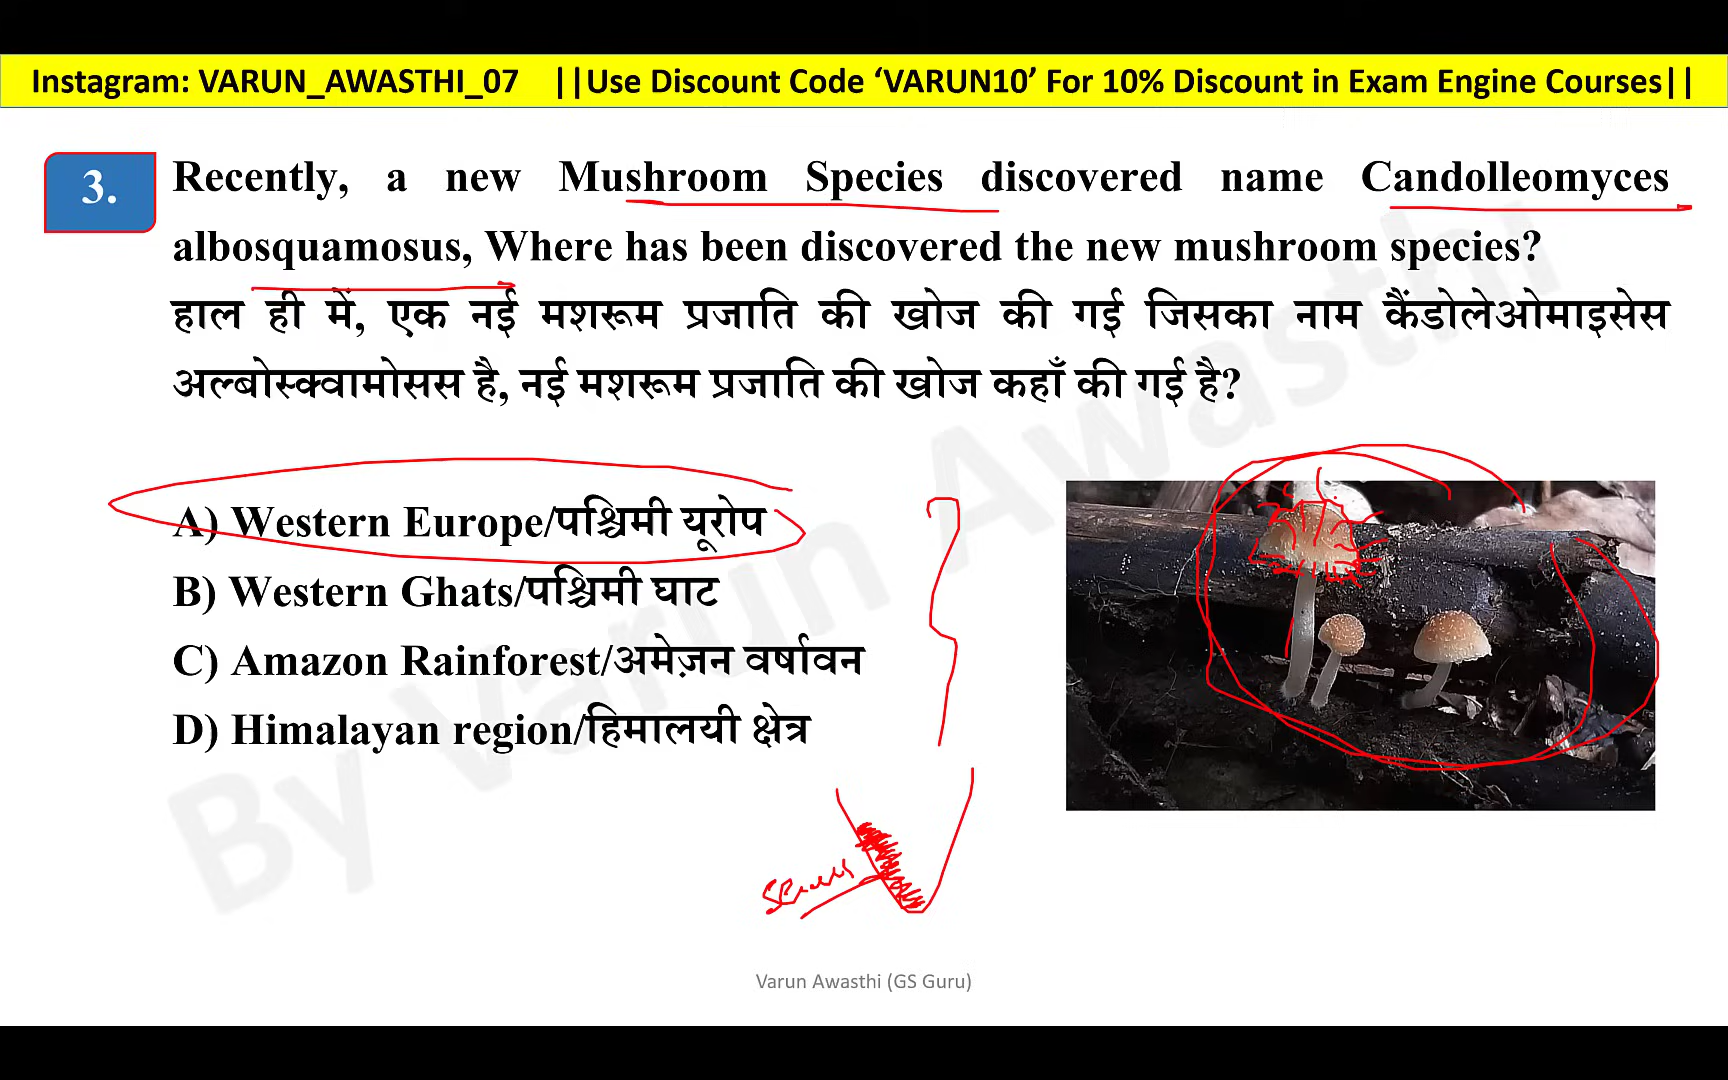 Instagram: VARUN_AWASTHI_07 ||Use Discount Code ‘VARUN10’ For 10% Discount in Exam Engine Courses||
3.
Recently, a new Mushroom Species discovered name Candolleomyces
albosquamosus, Where has been discovered the new mushroom species?
हाल ही में, एक नई मशरूम प्रजाति की खोज की गई जिसका नाम कैंडोलेओमाइसेस
अल्बोस्क्वामोसस है, नई मशरूम प्रजाति की खोज कहाँ की गई है?
A) Western Europe/पश्चिमी यूरोप
B) Western Ghats/पश्चिमी घाट
C) Amazon Rainforest/अमेज़न वर्षावन
D) Himalayan region/हिमालयी क्षेत्र
By Varun Awasthi
Varun Awasthi (GS Guru)